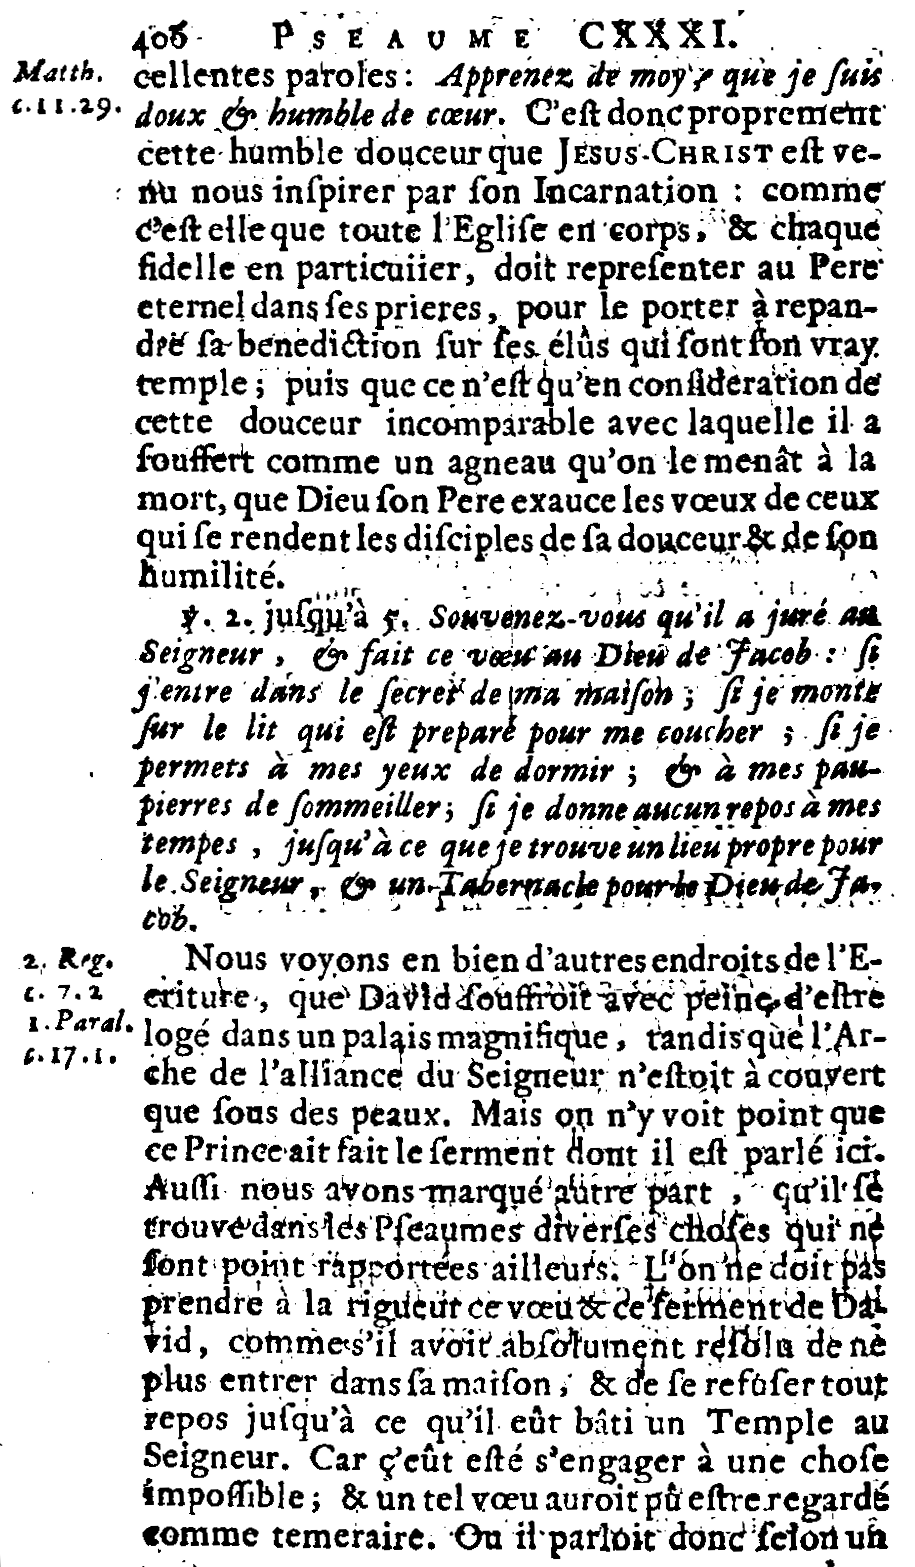 406 PSEAUME CXXXI.
Matth.
c.11.29.
cellentes paroles: Apprenez de moy, que je ſuis
doux & humble de cœur. C'eſt donc proprement
cette humble douceur que JESUS-CHRIST eſt ve-
nu nous inſpirer par ſon Incarnation : comme
c'eſt elle que toute l'Egliſe en corps, & chaque
fidelle en particulier, doit repreſenter au Pere
eternel dans ſes prieres, pour le porter à repan-
dre ſa benediction ſur ſes élûs qui ſont ſon vray
temple; puis que ce n'eſt qu'en conſideration de
cette douceur incomparable avec laquelle il a
ſouffert comme un agneau qu'on le menât à la
mort, que Dieu ſon Pere exauce les vœux de ceux
qui ſe rendent les diſciples de ſa douceur & de ſon
humilité.
℣. 2. juſqu'à 5. Souvenez-vous qu'il a juré au
Seigneur, & fait ce vœu au Dieu de Jacob : ſi
j'entre dans le ſecret de ma maiſon ; ſi je monte
ſur le lit qui eſt preparé pour me coucher ; ſi je
permets à mes yeux de dormir ; & à mes pau-
pierres de ſommeiller; ſi je donne aucun repos à mes
tempes, juſqu'à ce que je trouve un lieu propre pour
le Seigneur, & un Tabernacle pour le Dieu de Ja-
cob.
2. Reg.
c. 7. 2
1. Paral.
c. 17. 1.
Nous voyons en bien d'autres endroits de l'E-
criture, que David ſouffroit avec peine, d'eſtre
logé dans un palais magnifique, tandis que l'Ar-
che de l'alliance du Seigneur n'eſtoit à couvert
que ſous des peaux. Mais on n'y voit point que
ce Prince ait fait le ſerment dont il eſt parlé ici.
Auſſi nous avons marqué autre part, qu'il ſe
trouve dans les Pſeaumes diverſes choſes qui ne
ſont point rapportées ailleurs. L'on ne doit pas
prendre à la rigueur ce vœu & ce ſerment de Da-
vid, comme s'il avoit abſolument reſolu de ne
plus entrer dans ſa maiſon, & de ſe refuſer tout
repos juſqu'à ce qu'il eût bâti un Temple au
Seigneur. Car ç'eût eſté s'engager à une choſe
impoſſible; & un tel vœu auroit pû eſtre regardé
comme temeraire. Ou il parloit donc ſelon un